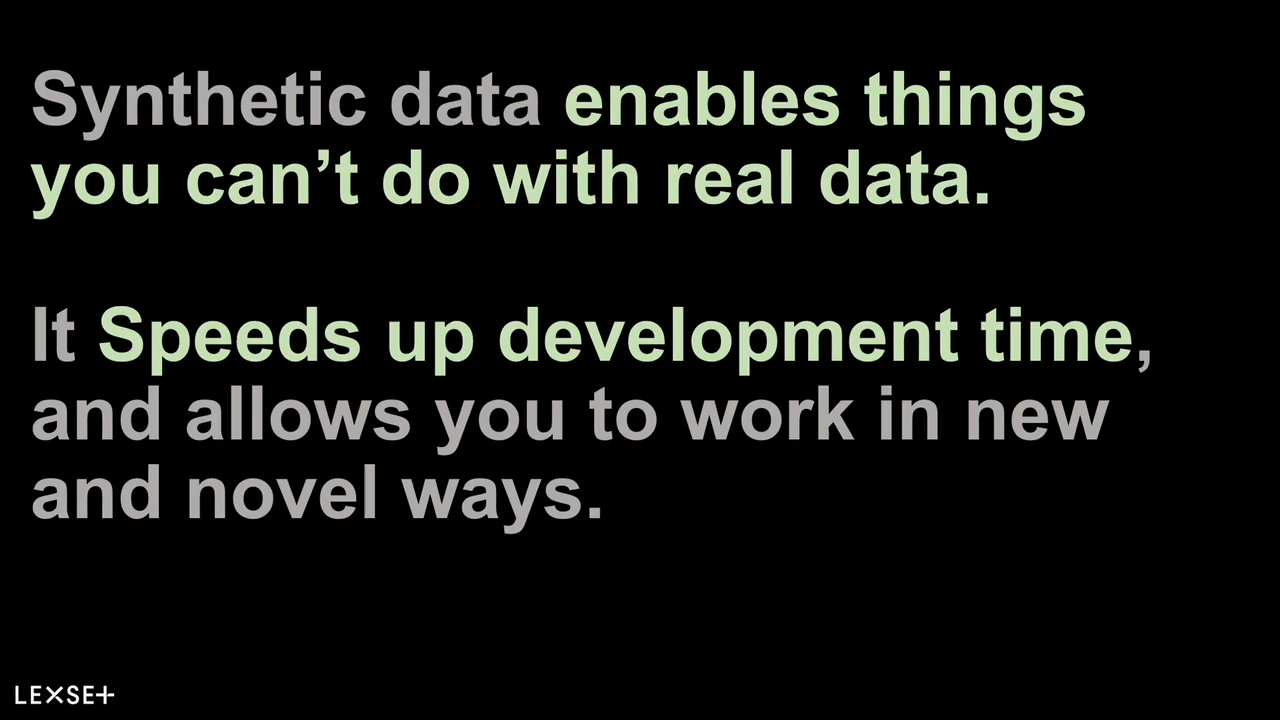 Synthetic data enables things
you can’t do with real data.
It Speeds up development time,
and allows you to work in new
and novel ways.
LEXSET